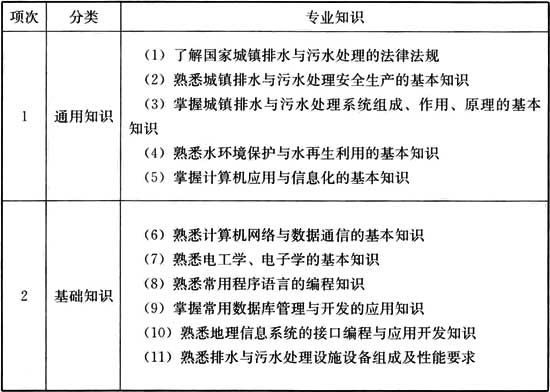 项次 分类 专业知识
1 通用知识
（1）了解国家城镇排水与污水处理的法律法规
（2）熟悉城镇排水与污水处理安全生产的基本知识
（3）掌握城镇排水与污水处理系统组成、作用、原理的基本
知识
（4）熟悉水环境保护与水再生利用的基本知识
（5）掌握计算机应用与信息化的基本知识
2 基础知识
（6）熟悉计算机网络与数据通信的基本知识
（7）熟悉电工学、电子学的基本知识
（8）熟悉常用程序语言的编程知识
（9）掌握常用数据库管理与开发的应用知识
（10）熟悉地理信息系统的接口编程与应用开发知识
（11）熟悉排水与污水处理设施设备组成及性能要求